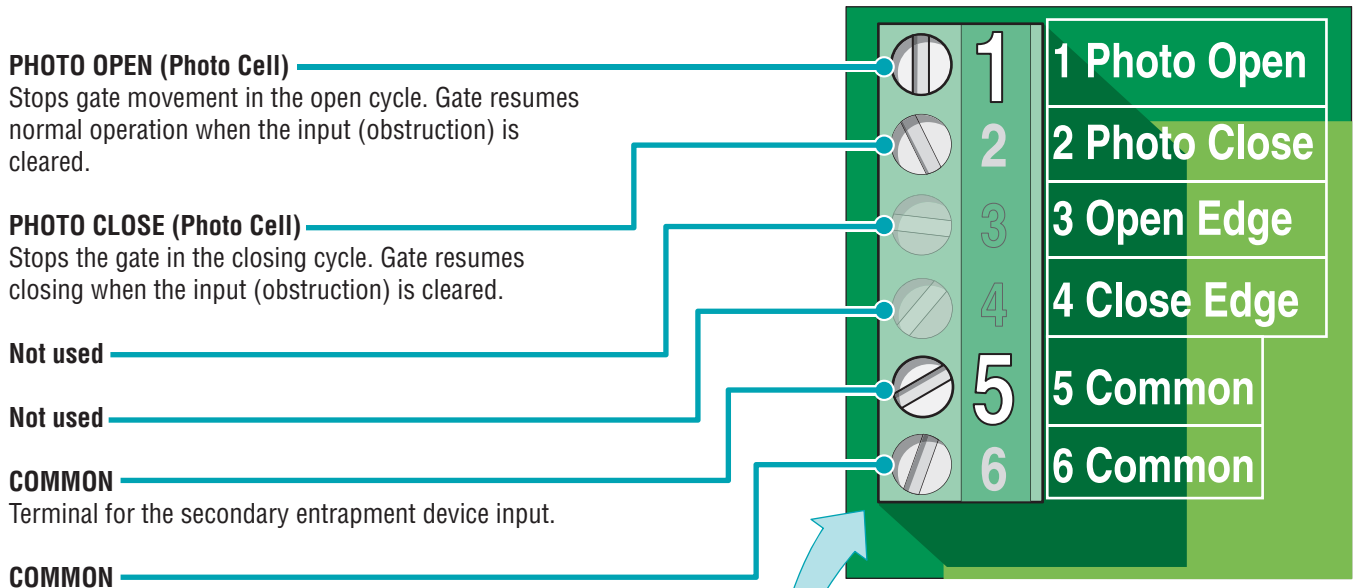 PHOTO OPEN (Photo Cell)
Stops gate movement in the open cycle. Gate resumes
normal operation when the input (obstruction) is
cleared.
PHOTO CLOSE (Photo Cell)
Stops the gate in the closing cycle. Gate resumes
closing when the input (obstruction) is cleared.
Not used
Not used
COMMON
Terminal for the secondary entrapment device input.
COMMON
1
2
3
4
5
6
1 Photo Open
2 Photo Close
3 Open Edge
4 Close Edge
5 Common
6 Common